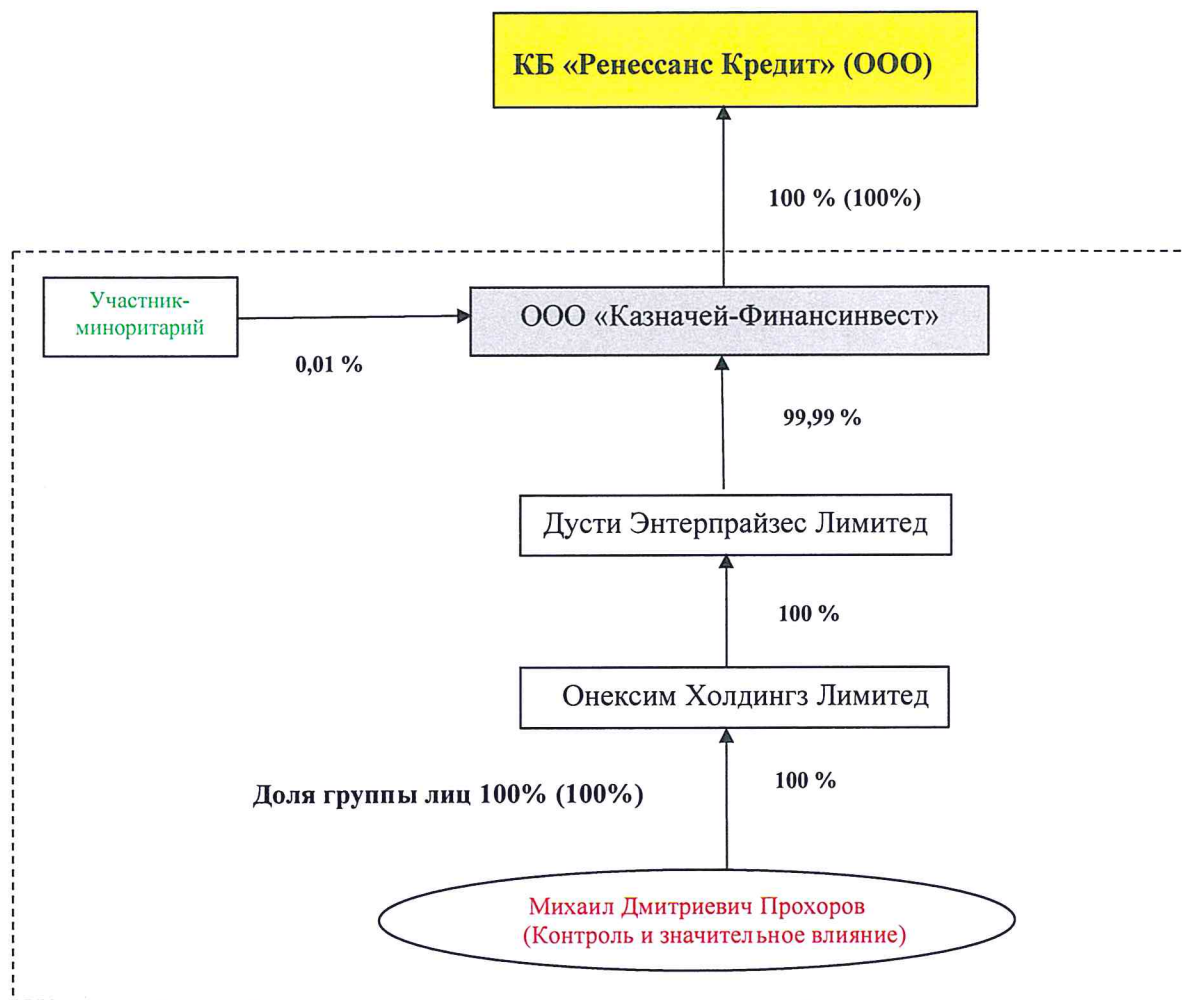 КБ «Ренессанс Кредит» (ООО)
100 % (100%)
Участник-
миноритарий
ООО «Казначей-Финансинвест»
0,01 %
99,99 %
Дусти Энтерпрайзес Лимитед
100 %
Онексим Холдингз Лимитед
100 %
Доля группы лиц 100% (100%)
Михаил Дмитриевич Прохоров
(Контроль и значительное влияние)